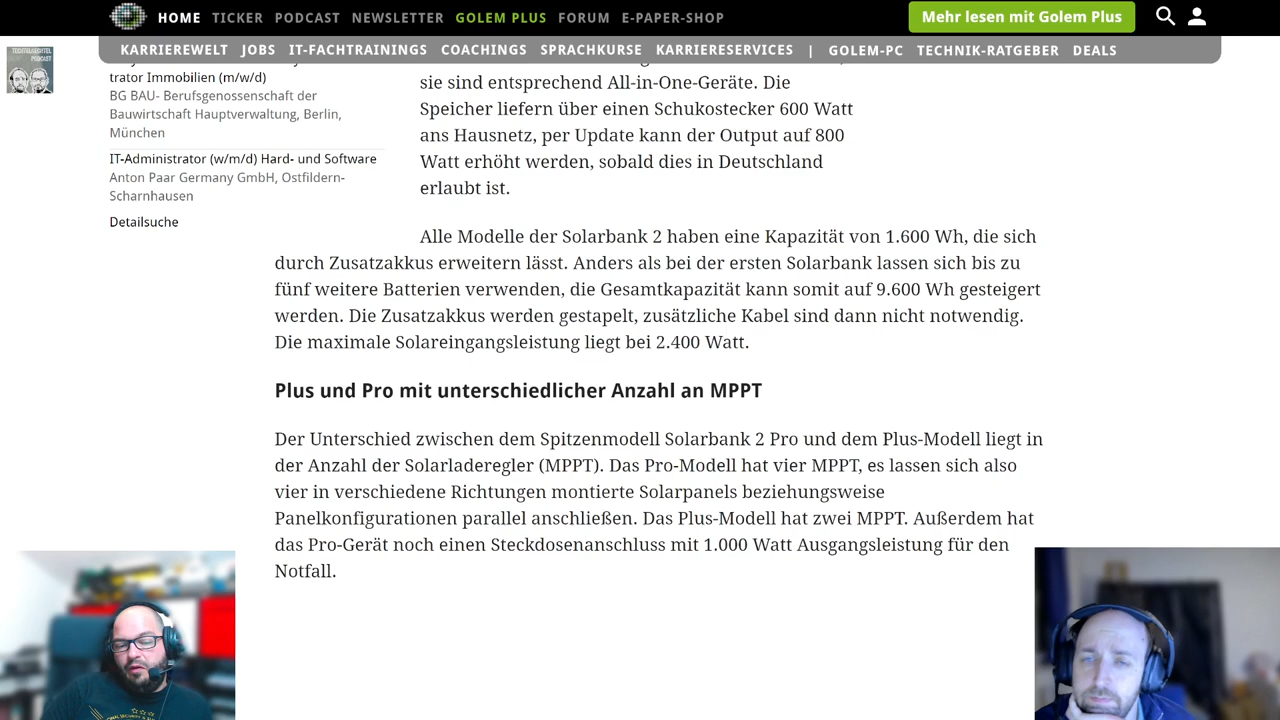 HOME TICKER PODCAST NEWSLETTER GOLEM PLUS FORUM E-PAPER-SHOP
Mehr lesen mit Golem Plus
KARRIEREWELT JOBS IT-FACHTRAININGS COACHINGS SPRACHKURSE KARRIERESERVICES | GOLEM-PC TECHNIK-RATGEBER DEALS
trator Immobilien (m/w/d)
BG BAU- Berufsgenossenschaft der
Bauwirtschaft Hauptverwaltung, Berlin,
München
IT-Administrator (w/m/d) Hard- und Software
Anton Paar Germany GmbH, Ostfildern-
Scharnhausen
Detailsuche
sie sind entsprechend All-in-One-Geräte. Die
Speicher liefern über einen Schukostecker 600 Watt
ans Hausnetz, per Update kann der Output auf 800
Watt erhöht werden, sobald dies in Deutschland
erlaubt ist.
Alle Modelle der Solarbank 2 haben eine Kapazität von 1.600 Wh, die sich
durch Zusatzakkus erweitern lässt. Anders als bei der ersten Solarbank lassen sich bis zu
fünf weitere Batterien verwenden, die Gesamtkapazität kann somit auf 9.600 Wh gesteigert
werden. Die Zusatzakkus werden gestapelt, zusätzliche Kabel sind dann nicht notwendig.
Die maximale Solareingangsleistung liegt bei 2.400 Watt.
Plus und Pro mit unterschiedlicher Anzahl an MPPT
Der Unterschied zwischen dem Spitzenmodell Solarbank 2 Pro und dem Plus-Modell liegt in
der Anzahl der Solarladeregler (MPPT). Das Pro-Modell hat vier MPPT, es lassen sich also
vier in verschiedene Richtungen montierte Solarpanels beziehungsweise
Panelkonfigurationen parallel anschließen. Das Plus-Modell hat zwei MPPT. Außerdem hat
das Pro-Gerät noch einen Steckdosenanschluss mit 1.000 Watt Ausgangsleistung für den
Notfall.